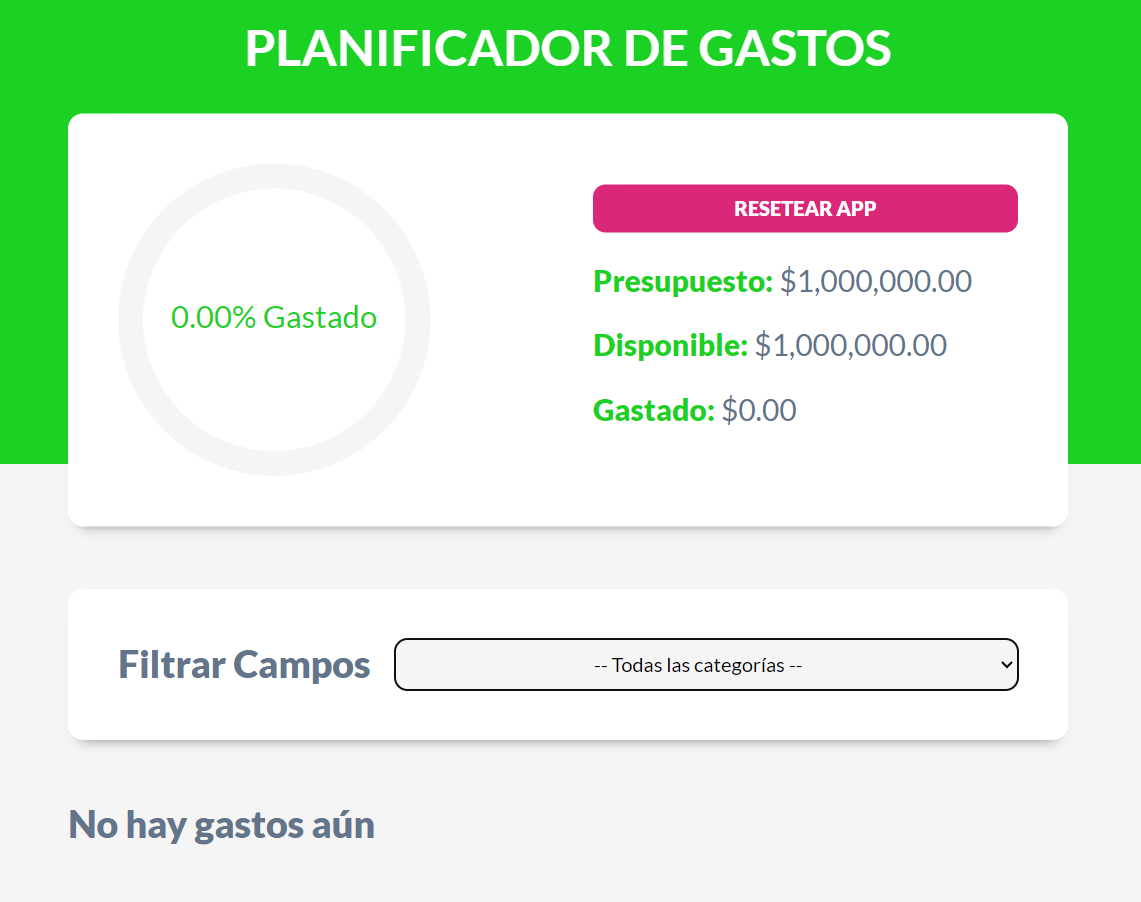 PLANIFICADOR DE GASTOS
0.00% Gastado
RESETEAR APP
Presupuesto: $1,000,000.00
Disponible: $1,000,000.00
Gastado: $0.00
Filtrar Campos
-- Todas las categorías --
No hay gastos aún